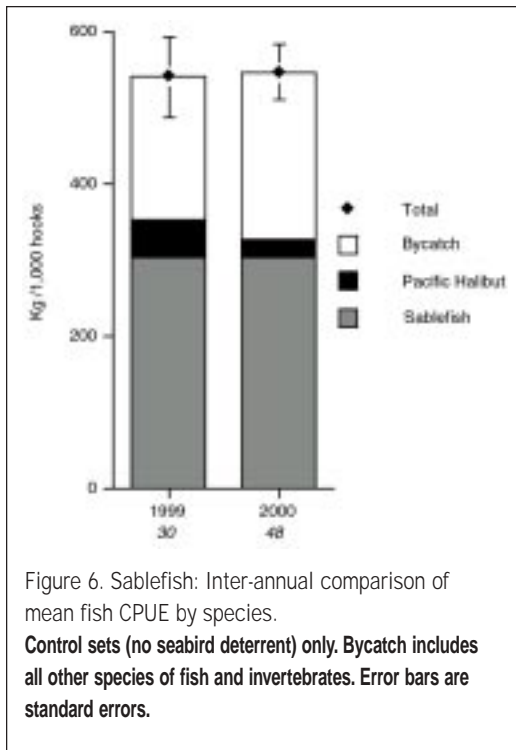 600
400
200
0
Kg /1,000 hooks
Total
Bycatch
Pacific Halibut
Sablefish
1999 2000
30 48
Figure 6. Sablefish: Inter-annual comparison of
mean fish CPUE by species.
Control sets (no seabird deterrent) only. Bycatch includes
all other species of fish and invertebrates. Error bars are
standard errors.